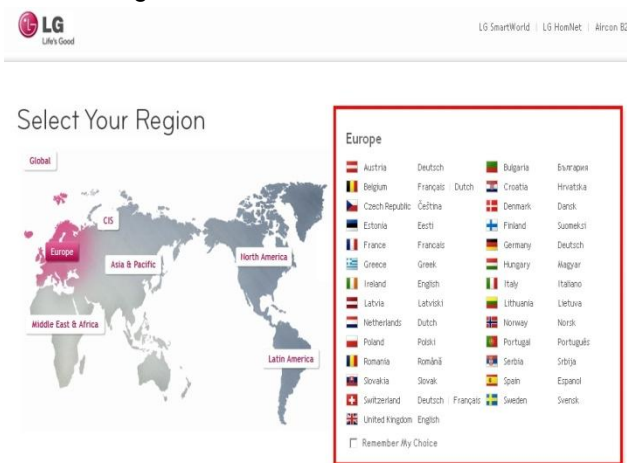 LG
Life's Good
LG SmartWorld | LG HomNet | Aircon B2
Select Your Region
Global
CIS
Europe
Asia & Pacific
North America
Middle East & Africa
Latin America
Europe
Austria Deutsch Bulgaria България
Belgium Français | Dutch Croatia Hrvatska
Czech Republic Čeština Denmark Dansk
Estonia Eesti Finland Suomeksi
France Francais Germany Deutsch
Greece Greek Hungary Magyar
Ireland English Italy Italiano
Latvia Latviski Lithuania Lietuva
Netherlands Dutch Norway Norsk
Poland Polski Portugal Português
Romania Română Serbia Srbija
Slovakia Slovak Spain Espanol
Switzerland Deutsch | Français Sweden Svensk
United Kingdom English
Remember My Choice